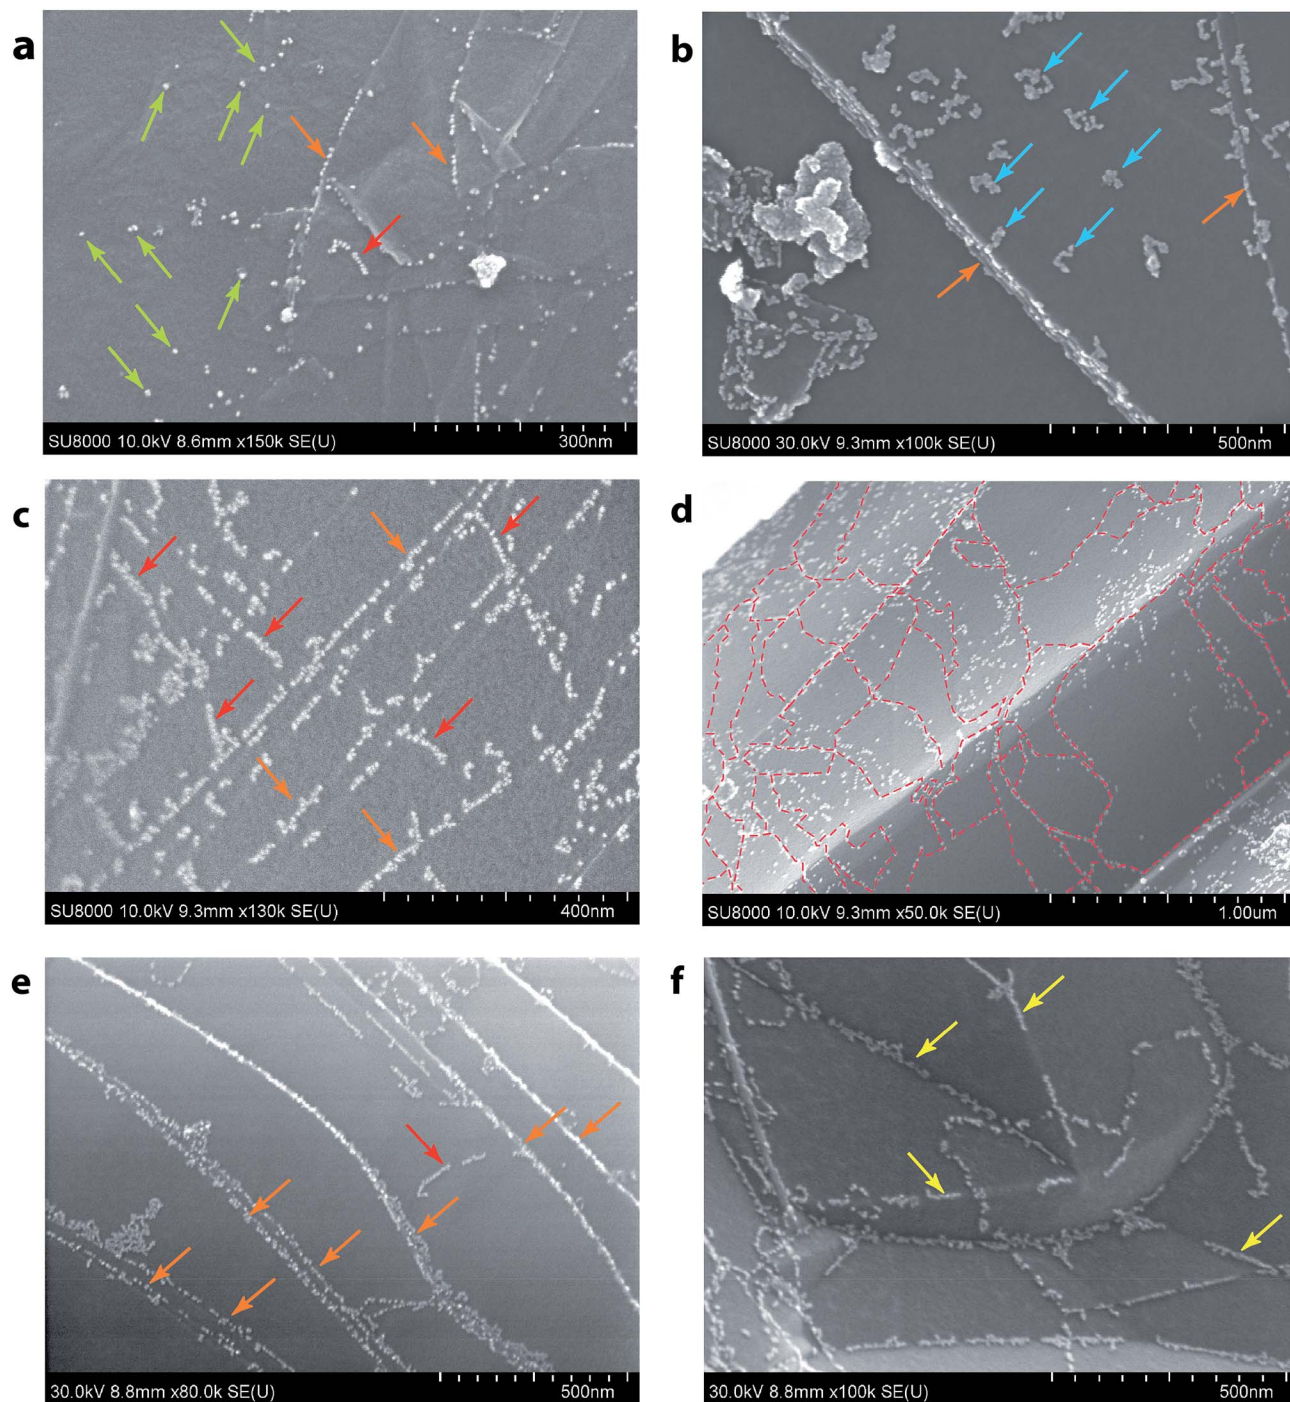 a
SU8000 10.0kV 8.6mm x150k SE(U) 300nm
b
SU8000 30.0kV 9.3mm x100k SE(U) 500nm
c
SU8000 10.0kV 9.3mm x130k SE(U) 400nm
d
SU8000 10.0kV 9.3mm x50.0k SE(U) 1.00um
e
30.0kV 8.8mm x80.0k SE(U) 500nm
f
30.0kV 8.8mm x100k SE(U) 500nm